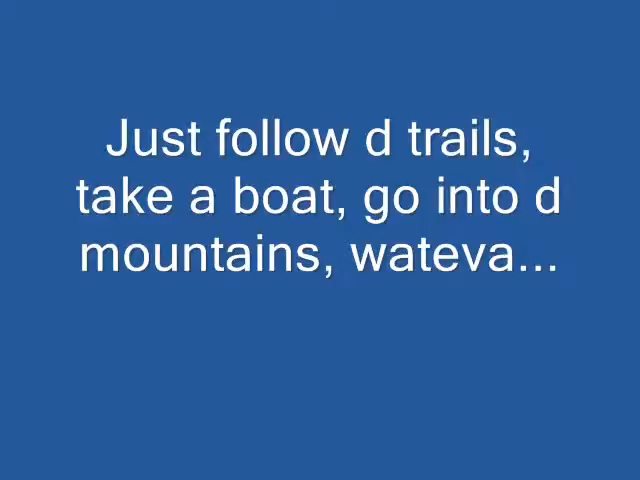 Just follow d trails,
take a boat, go into d
mountains, wateva...